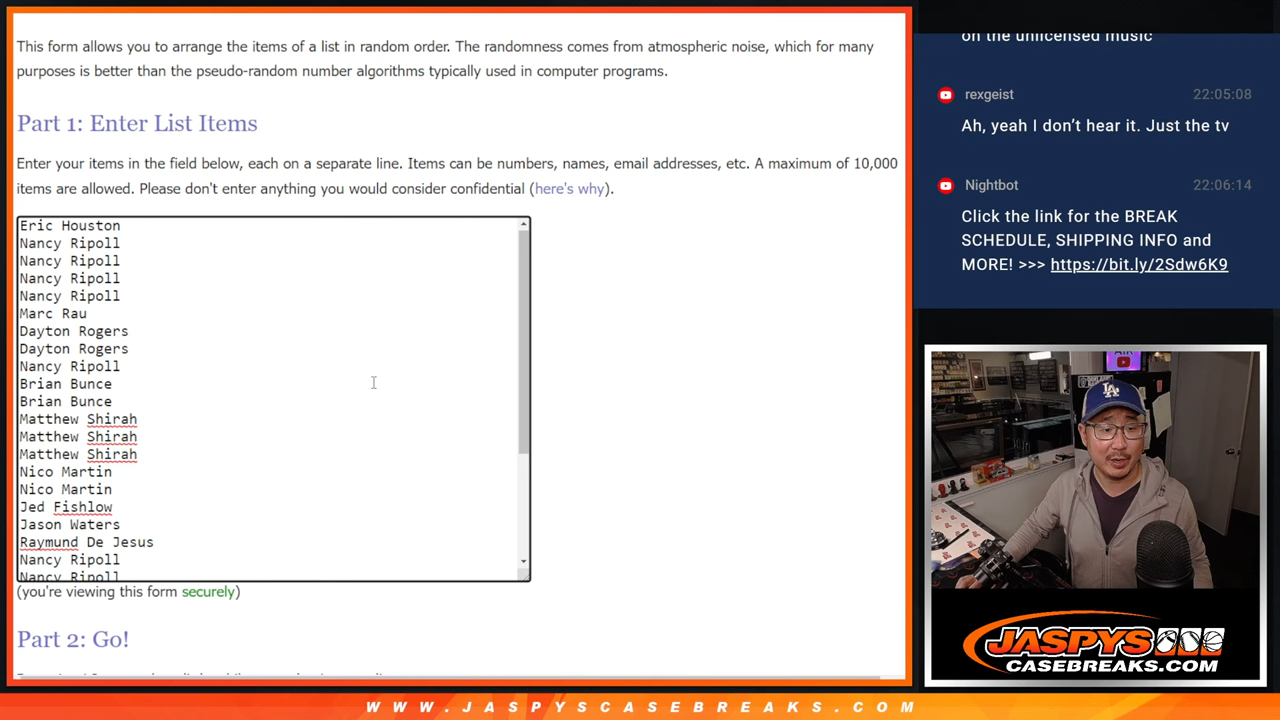 This form allows you to arrange the items of a list in random order. The randomness comes from atmospheric noise, which for many
purposes is better than the pseudo-random number algorithms typically used in computer programs.
Part 1: Enter List Items
Enter your items in the field below, each on a separate line. Items can be numbers, names, email addresses, etc. A maximum of 10,000
items are allowed. Please don't enter anything you would consider confidential (here's why).
Eric Houston
Nancy Ripoll
Nancy Ripoll
Nancy Ripoll
Nancy Ripoll
Marc Rau
Dayton Rogers
Dayton Rogers
Nancy Ripoll
Brian Bunce
Brian Bunce
Matthew Shirah
Matthew Shirah
Matthew Shirah
Nico Martin
Nico Martin
Jed Fishlow
Jason Waters
Raymund De Jesus
Nancy Ripoll
Nancy Ripoll
(you're viewing this form securely)
Part 2: Go!
on the unlicensed music
rexgeist 22:05:08
Ah, yeah I don't hear it. Just the tv
Nightbot 22:06:14
Click the link for the BREAK
SCHEDULE, SHIPPING INFO and
MORE! >>> https://bit.ly/2Sdw6K9
LA
JASPYS
CASEBREAKS.COM
WWW.JASPYSCASEBREAKS.COM